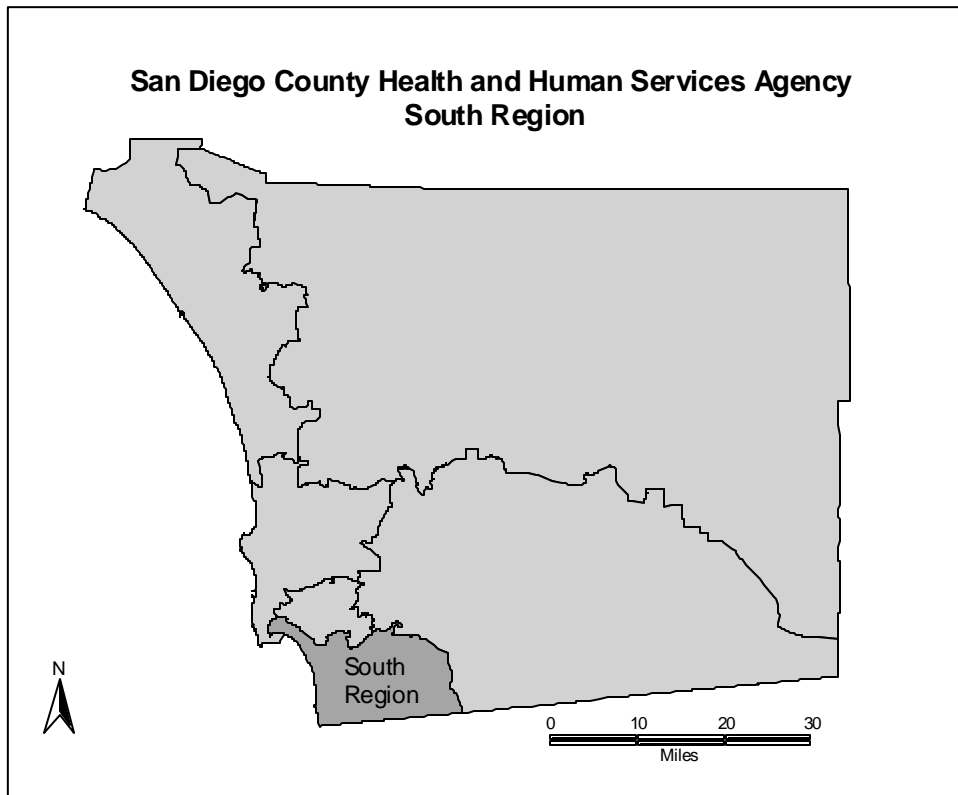 San Diego County Health and Human Services Agency
South Region
South
Region
N
0 10 20 30
Miles